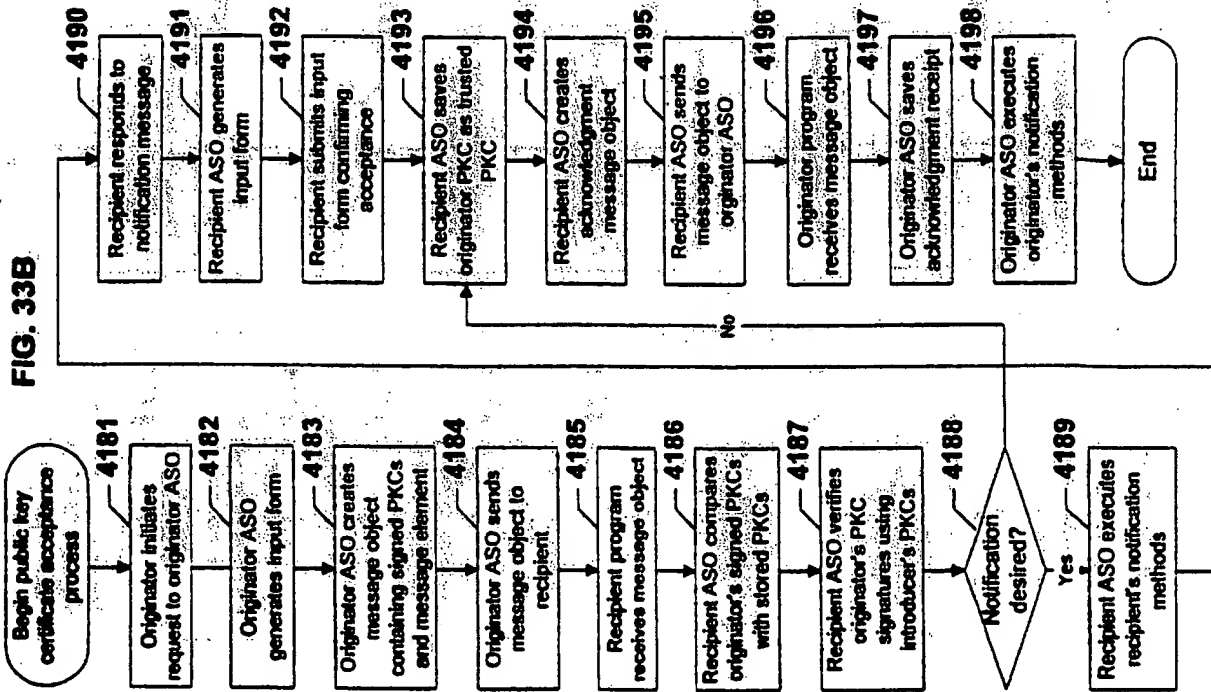 FIG. 33B
Begin public key
certificate acceptance
process
4181
Originator initiates
request to originator ASO
4182
Originator ASO
generates input form
4183
Originator ASO creates
message object
containing signed PKCs
and message element
4184
Originator ASO sends
message object to
recipient
4185
Recipient program
receives message object
4186
Recipient ASO compares
originator's signed PKCs
with stored PKCs
4187
Recipient ASO verifies
originator's PKC
signatures using
introducer's PKCs
4188
Notification
desired?
No
Yes
4189
Recipient ASO executes
recipient's notification
methods
4190
Recipient responds to
notification message
4191
Recipient ASO generates
input form
4192
Recipient submits input
form confirming
acceptance
4193
Recipient ASO saves
originator PKC as trusted
PKC
4194
Recipient ASO creates
acknowledgment
message object
4195
Recipient ASO sends
message object to
orginator ASO
4196
Originator program
receives message object
4197
Originator ASO saves
acknowledgment receipt
4198
Originator ASO executes
originator's notification
methods
End